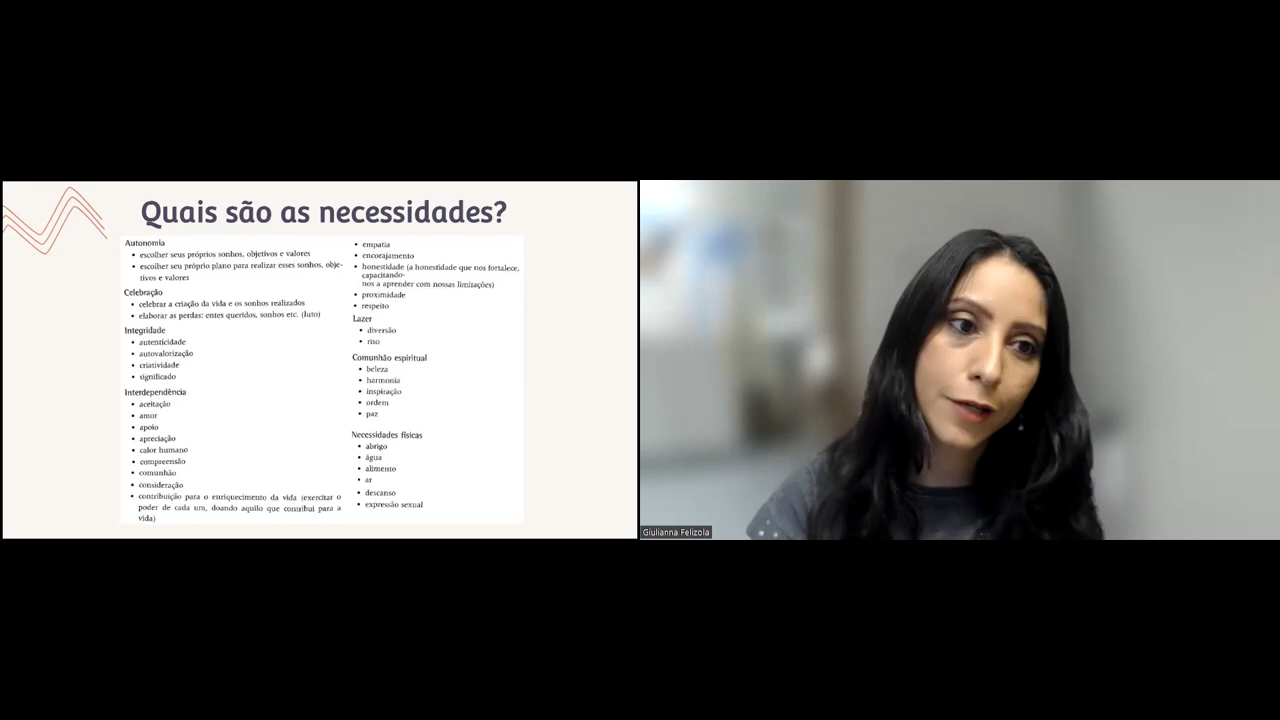 Quais são as necessidades?
Autonomia
• escolher seus próprios sonhos, objetivos e valores
• escolher seu próprio plano para realizar esses sonhos, obje-
tivos e valores
Celebração
• celebrar a criação da vida e os sonhos realizados
• elaborar as perdas: entes queridos, sonhos etc. (luto)
Integridade
• autenticidade
• autovalorização
• criatividade
• significado
Interdependência
• aceitação
• amor
• apoio
• apreciação
• calor humano
• compreensão
• comunhão
• consideração
• contribuição para o enriquecimento da vida (exercitar o
poder de cada um, doando aquilo que contribui para a
vida)
• empatia
• encorajamento
• honestidade (a honestidade que nos fortalece,
capacitando-
nos a aprender com nossas limitações)
• proximidade
• respeito
Lazer
• diversão
• riso
Comunhão espiritual
• beleza
• harmonia
• inspiração
• ordem
• paz
Necessidades físicas
• abrigo
• água
• alimento
• ar
• descanso
• expressão sexual
Giulianna Felizola